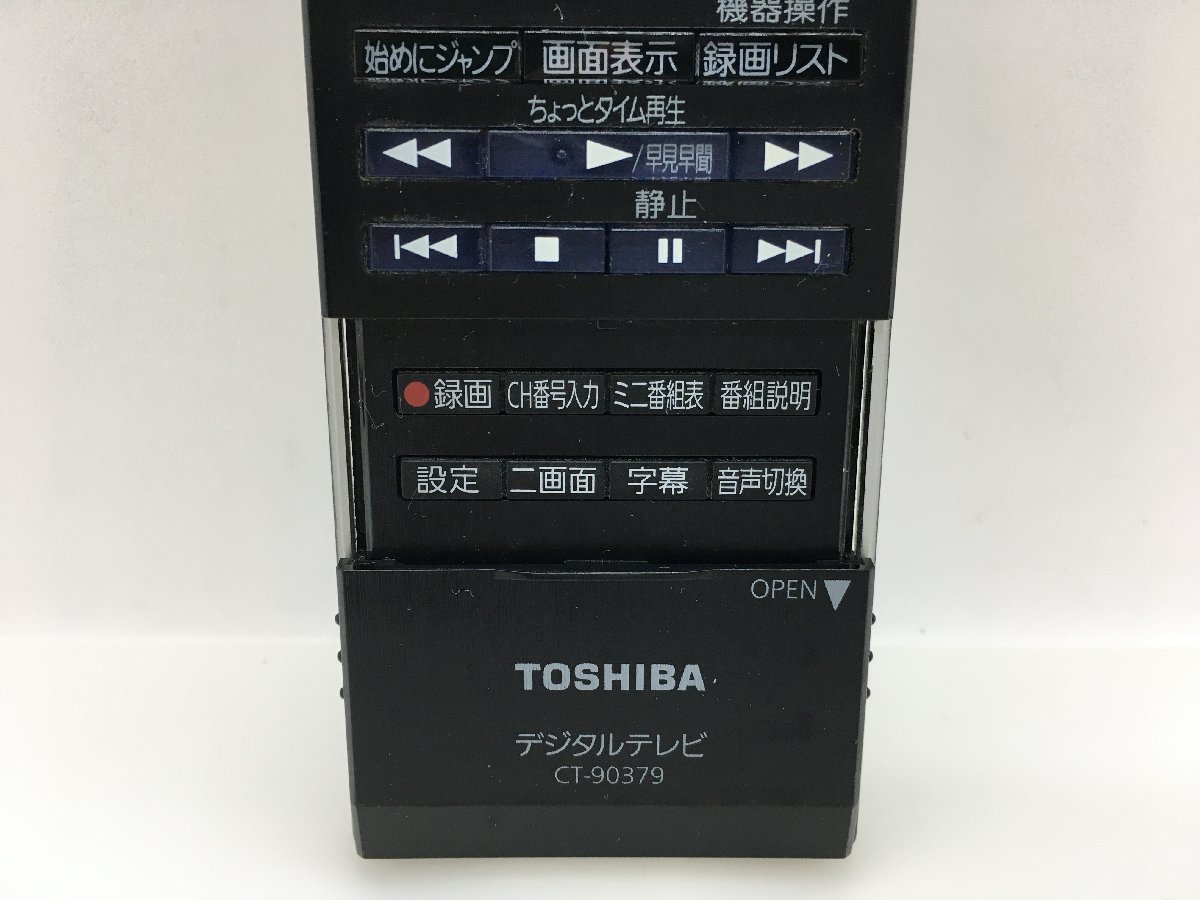 機器操作
始めにジャンプ 画面表示 録画リスト
ちょっとタイム再生
/早見早聞
静止
録画 CH番号入力 ミニ番組表 番組説明
設定 二画面 字幕 音声切換
OPEN
TOSHIBA
デジタルテレビ
CT-90379